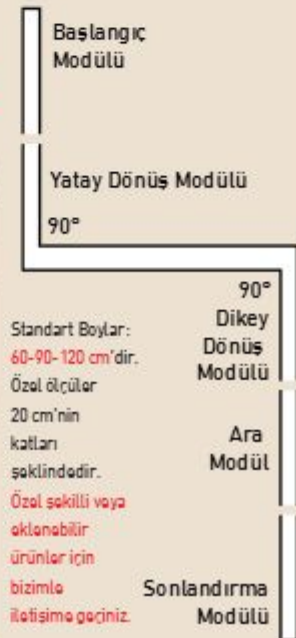 Başlangıç
Modülü
Yatay Dönüş Modülü
90°
90°
Dikey
Dönüş
Modülü
Standart Boylar:
60-90-120 cm'dir.
Özel ölçüler
20 cm'nin
katları
şeklindedir.
Özel şekilli veya
eklenebilir
ürünler için
bizimle
iletişime geçiniz.
Ara
Modül
Sonlandırma
Modülü